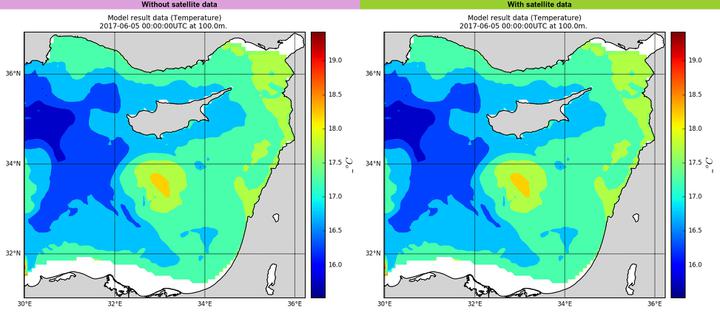 Without satellite data
With satellite data
Model result data (Temperature)
2017-06-05 00:00:00UTC at 100.0m.
Model result data (Temperature)
2017-06-05 00:00:00UTC at 100.0m.
36°N
34°N
32°N
30°E
32°E
34°E
36°E
19.0
18.5
18.0
17.5
17.0
16.5
16.0
°C
36°N
34°N
32°N
30°E
32°E
34°E
36°E
19.0
18.5
18.0
17.5
17.0
16.5
16.0
°C